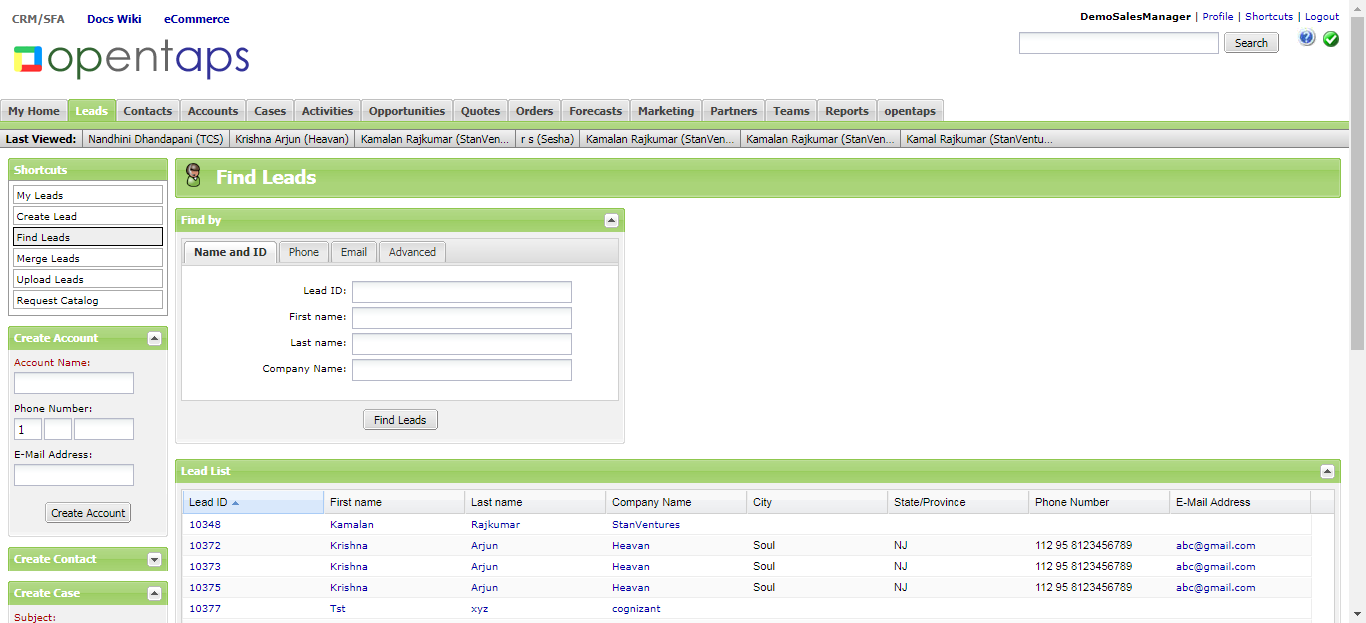 CRM/SFA Docs Wiki eCommerce
DemoSalesManager | Profile | Shortcuts | Logout
opentaps
Search
My Home Leads Contacts Accounts Cases Activities Opportunities Quotes Orders Forecasts Marketing Partners Teams Reports opentaps
Last Viewed: Nandhini Dhandapani (TCS) Krishna Arjun (Heavan) Kamalan Rajkumar (StanVen... r s (Sesha) Kamalan Rajkumar (StanVen... Kamalan Rajkumar (StanVen... Kamal Rajkumar (StanVentu...
Shortcuts
My Leads
Create Lead
Find Leads
Merge Leads
Upload Leads
Request Catalog
Create Account
Account Name:
Phone Number:
1
E-Mail Address:
Create Account
Create Contact
Create Case
Subject:
Find Leads
Find by
Name and ID Phone Email Advanced
Lead ID:
First name:
Last name:
Company Name:
Find Leads
Lead List
Lead ID First name Last name Company Name City State/Province Phone Number E-Mail Address
10348 Kamalan Rajkumar StanVentures
10372 Krishna Arjun Heavan Soul NJ 112 95 8123456789 abc@gmail.com
10373 Krishna Arjun Heavan Soul NJ 112 95 8123456789 abc@gmail.com
10375 Krishna Arjun Heavan Soul NJ 112 95 8123456789 abc@gmail.com
10377 Tst xyz cognizant